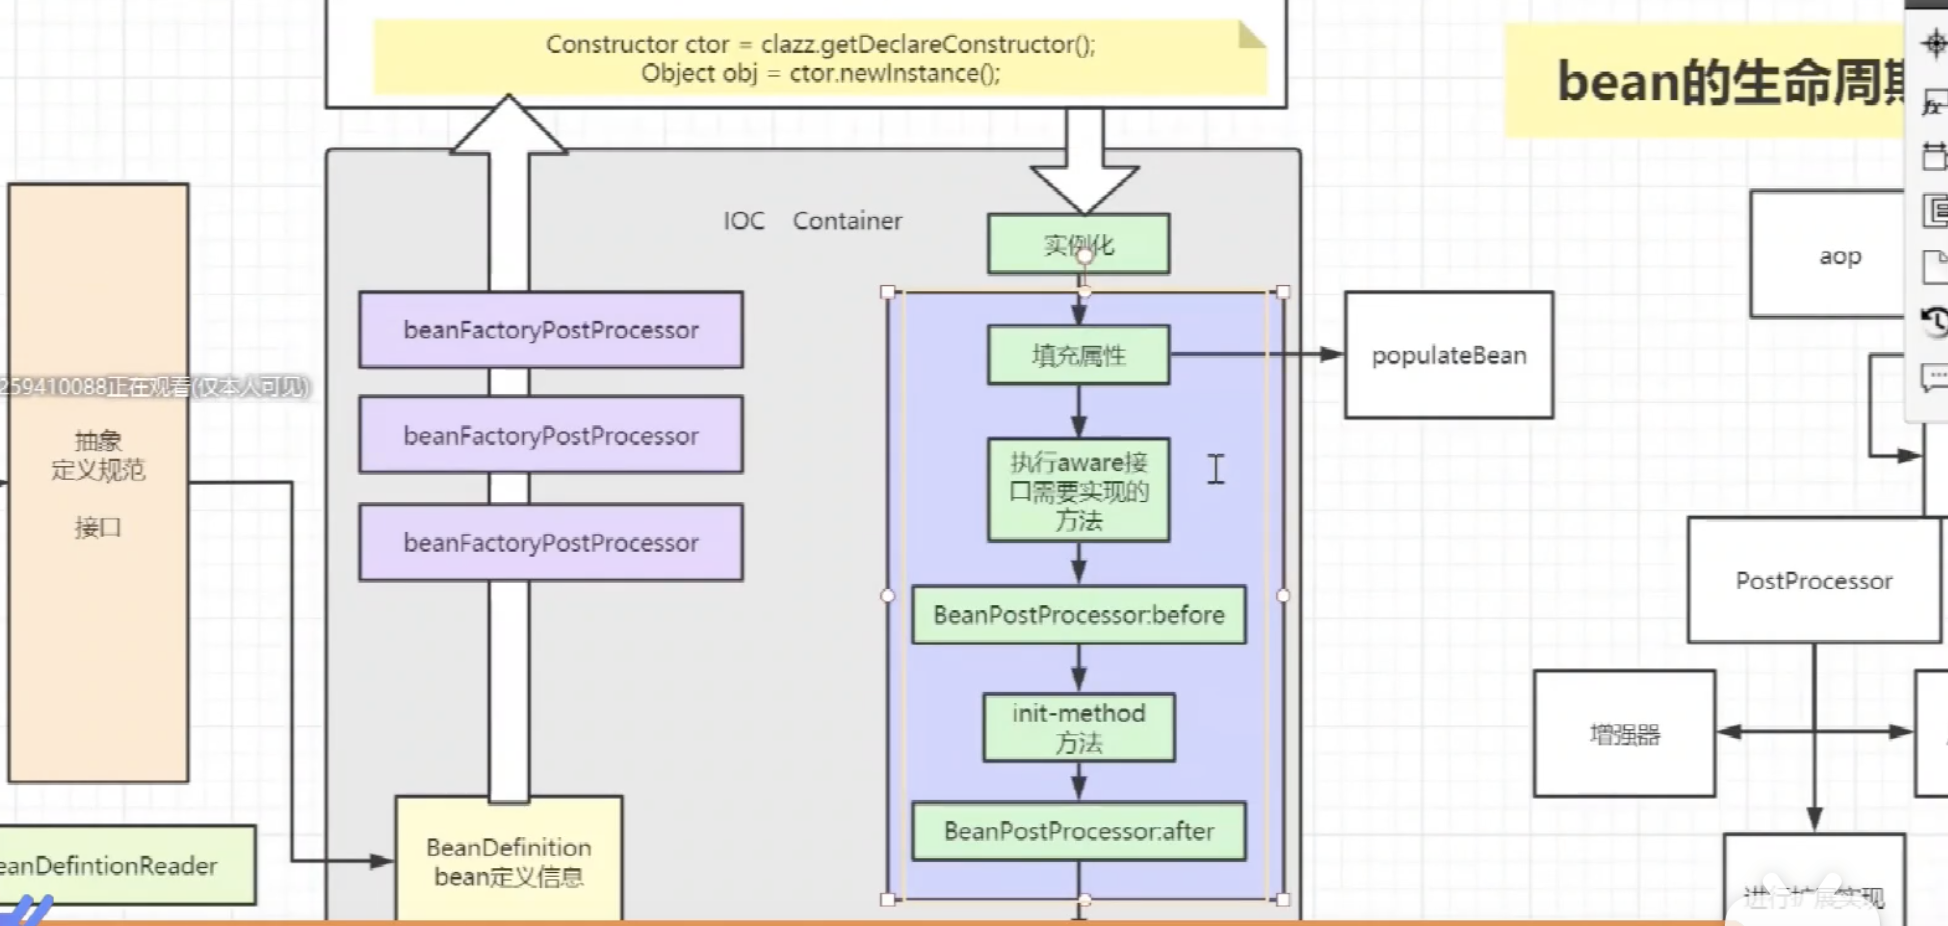 Constructor ctor = clazz.getDeclareConstructor();
Object obj = ctor.newInstance();
bean的生命周期
IOC Container
实例化
aop
beanFactoryPostProcessor
填充属性
populateBean
259410088正在观看(仅本人可见)
beanFactoryPostProcessor
抽象
定义规范
接口
执行aware接
口需要实现的
方法
beanFactoryPostProcessor
PostProcessor
BeanPostProcessor:before
init-method
方法
增强器
BeanPostProcessor:after
eanDefintionReader
BeanDefinition
bean定义信息
进行扩展实现